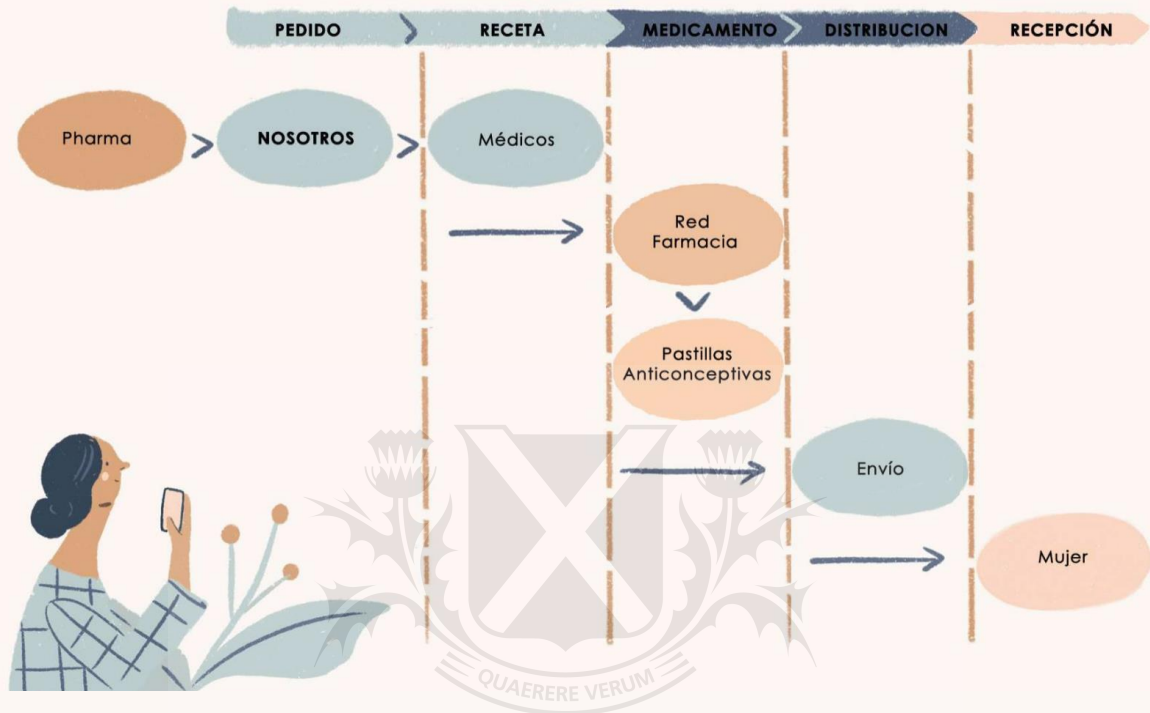 PEDIDO
RECETA
MEDICAMENTO
DISTRIBUCION
RECEPCIÓN
Pharma
NOSOTROS
Médicos
Red
Farmacia
Pastillas
Anticonceptivas
Envío
Mujer
QUAERERE VERUM